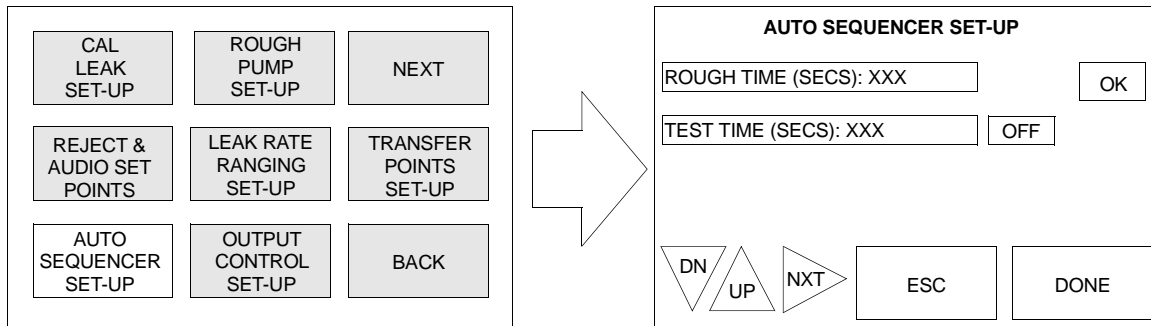 CAL
LEAK
SET-UP
ROUGH
PUMP
SET-UP
NEXT
REJECT &
AUDIO SET
POINTS
LEAK RATE
RANGING
SET-UP
TRANSFER
POINTS
SET-UP
AUTO
SEQUENCER
SET-UP
OUTPUT
CONTROL
SET-UP
BACK
AUTO SEQUENCER SET-UP
ROUGH TIME (SECS): XXX
OK
TEST TIME (SECS): XXX
OFF
DN
UP
NXT
ESC
DONE